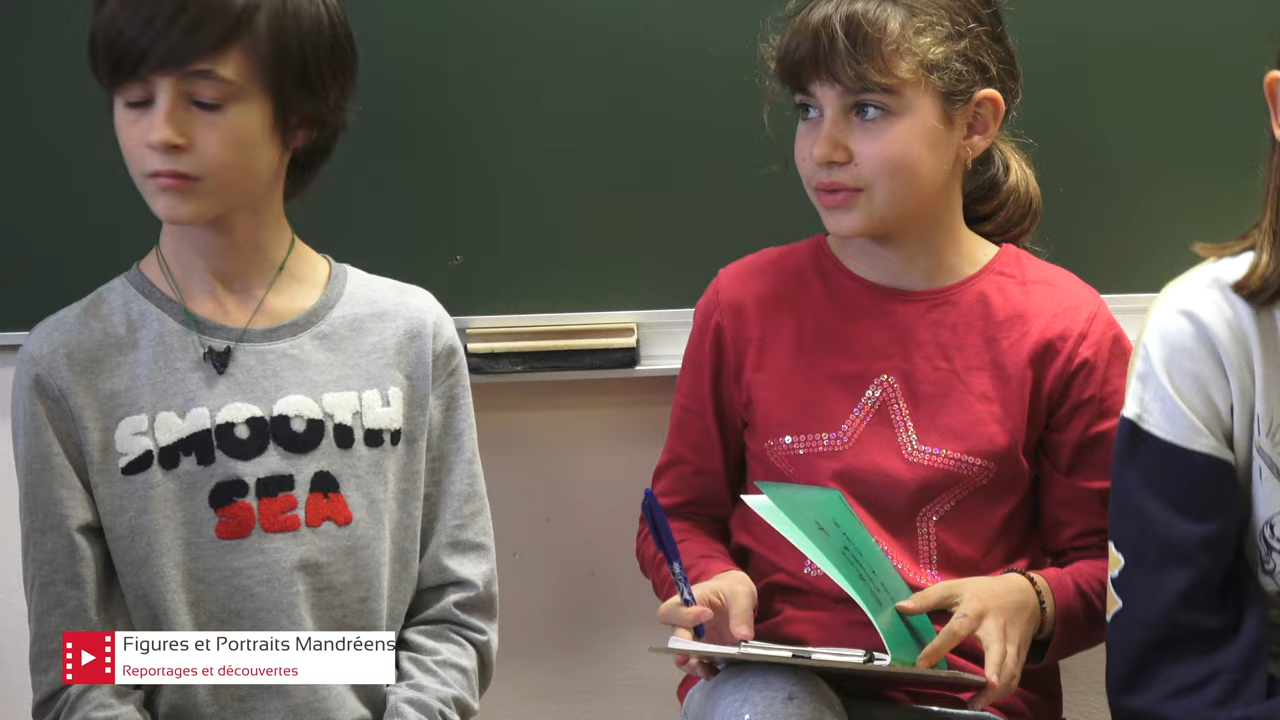 SMOOTH
SEA
Figures et Portraits Mandréens
Reportages et découvertes